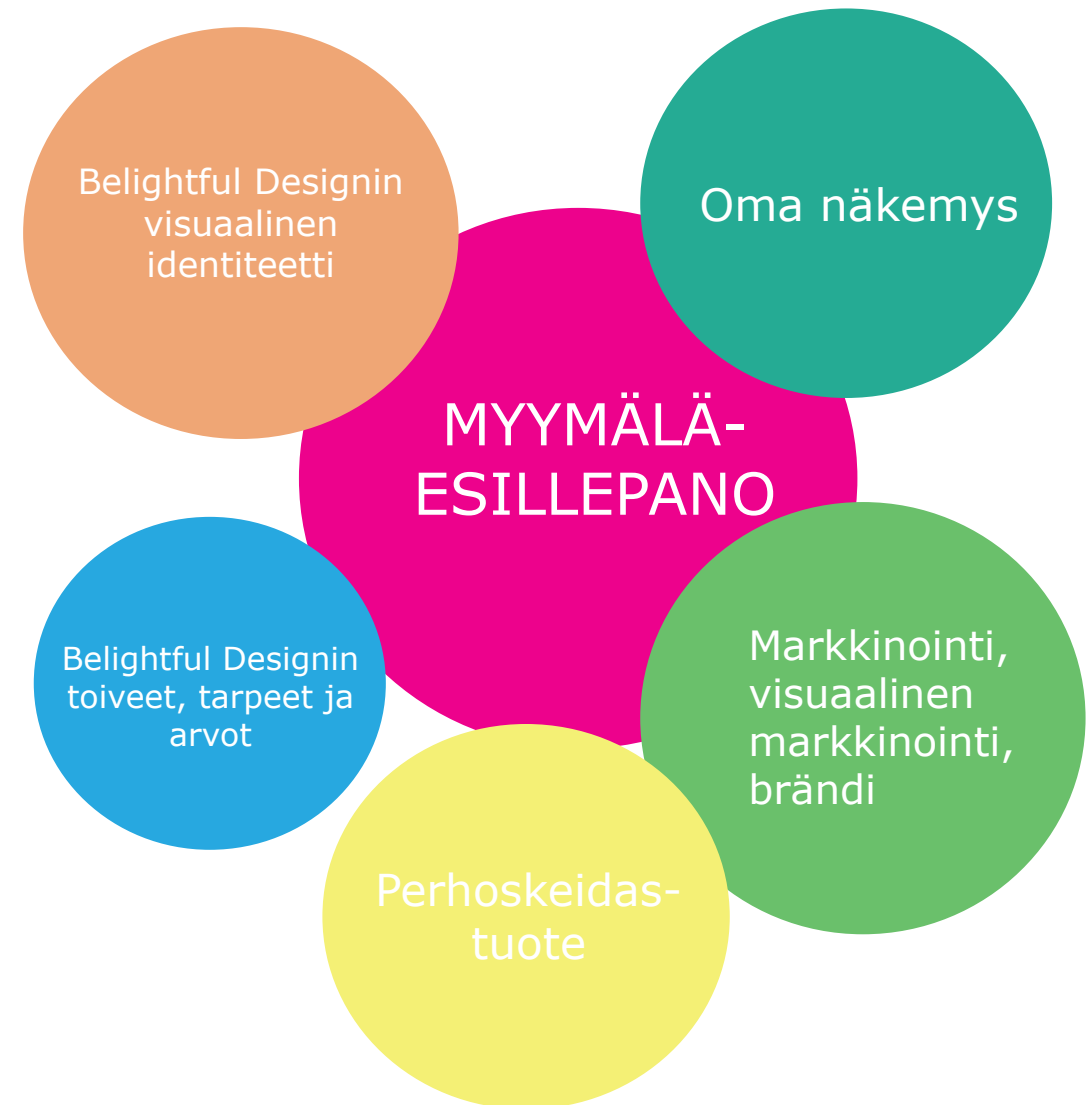 Belightful Designin
visuaalinen
identiteetti
Oma näkemys
MYYMÄLÄ-
ESILLEPANO
Belightful Designin
toiveet, tarpeet ja
arvot
Markkinointi,
visuaalinen
markkinointi,
brändi
Perhoskeidas-
tuote